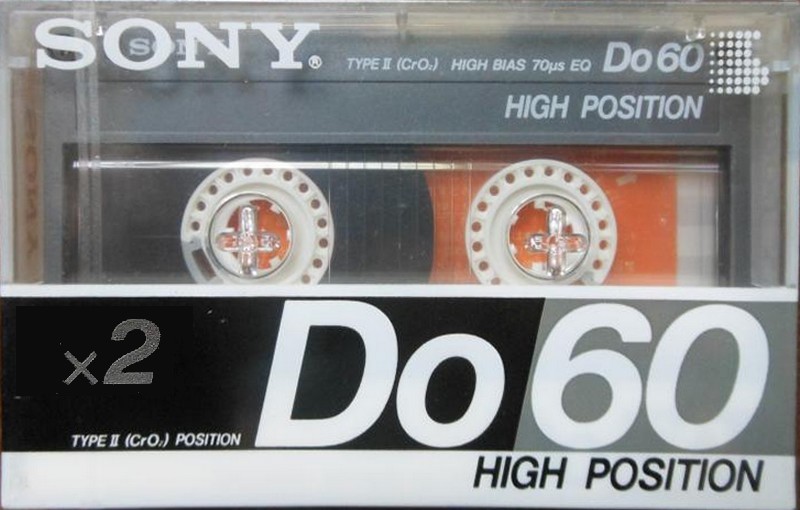 SONY®
TYPE II (CrO₂) HIGH BIAS 70µs EQ Do60
HIGH POSITION
×2
Do60
TYPE II (CrO₂) POSITION
HIGH POSITION